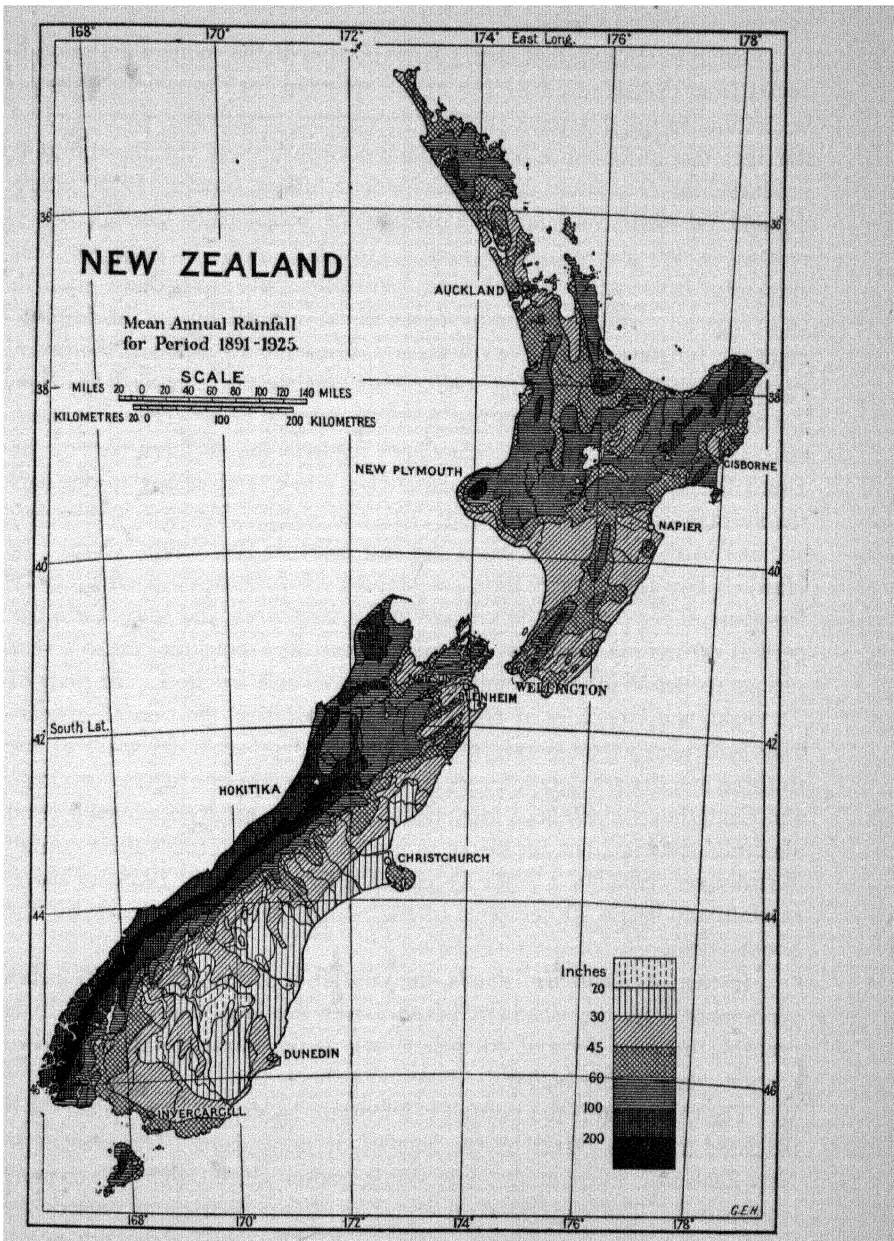 168° 170° 172° 174° East Long. 176° 178°
36° 36°
NEW ZEALAND
AUCKLAND
Mean Annual Rainfall
for Period 1891-1925.
SCALE
MILES 20 0 20 40 60 80 100 120 140 MILES
KILOMETRES 20 0 100 200 KILOMETRES
38° 38°
NEW PLYMOUTH
GISBORNE
NAPIER
40° 40°
WELLINGTON
BLENHEIM
South Lat.
42° 42°
HOKITIKA
CHRISTCHURCH
44° 44°
Inches
20
30
45
60
100
200
DUNEDIN
46° 46°
INVERCARGILL
168° 170° 172° 174° 176° 178°
G.E.H.